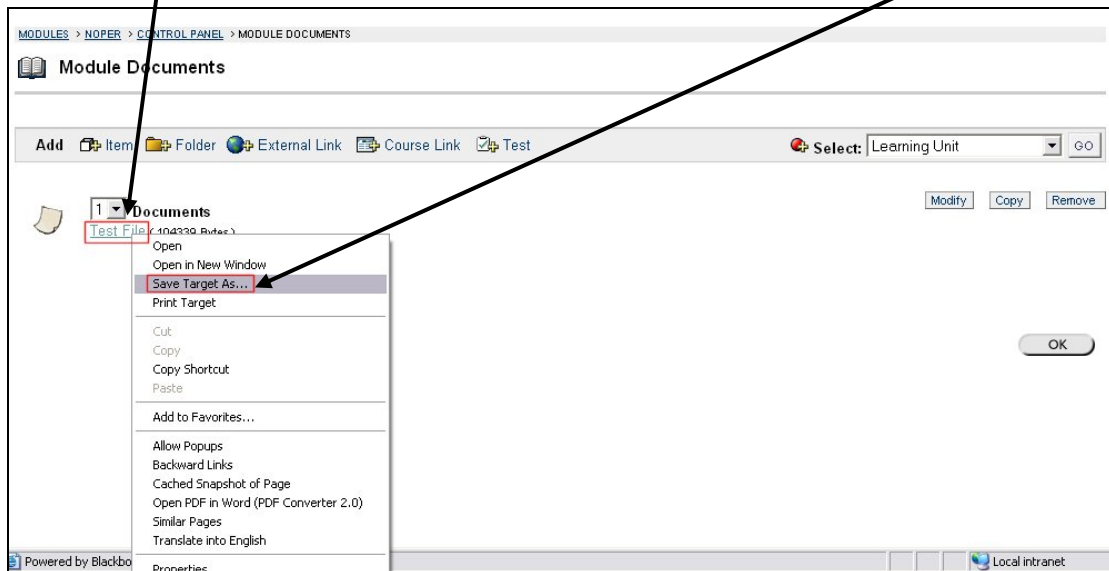 MODULES > NOPER > CONTROL PANEL > MODULE DOCUMENTS
Module Documents
Add Item Folder External Link Course Link Test Select: Learning Unit GO
1 Documents Modify Copy Remove
Test File (104339 Bytes)
Open
Open in New Window
Save Target As...
Print Target
Cut
Copy
OK
Copy Shortcut
Paste
Add to Favorites...
Allow Popups
Backward Links
Cached Snapshot of Page
Open PDF in Word (PDF Converter 2.0)
Similar Pages
Translate into English
Powered by Blackbo Properties Local intranet